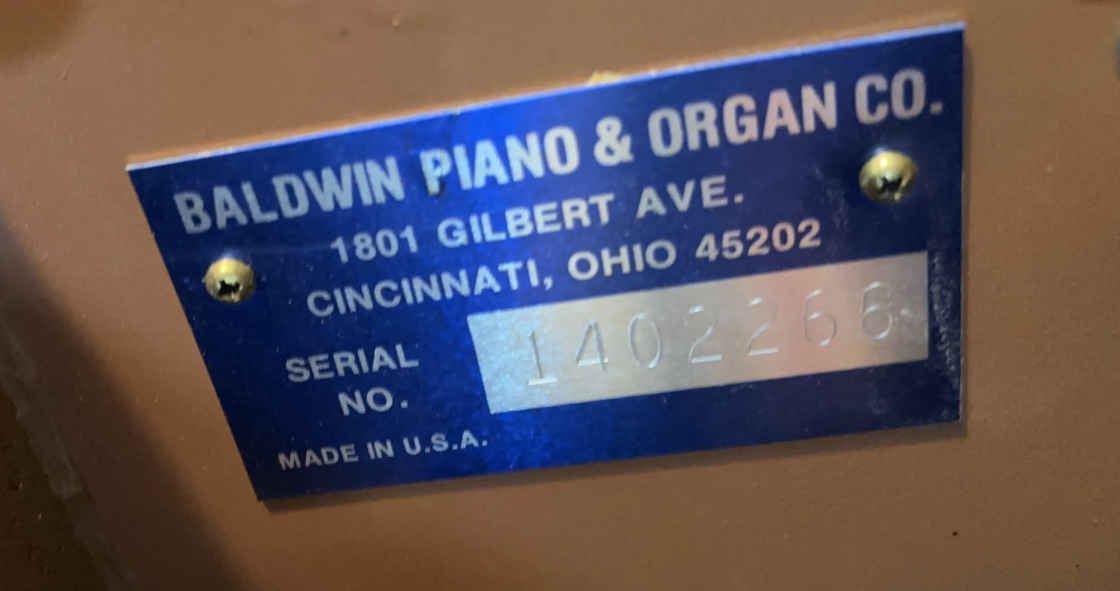 BALDWIN PIANO & ORGAN CO.
1801 GILBERT AVE.
CINCINNATI, OHIO 45202
SERIAL NO. 1402266
MADE IN U.S.A.